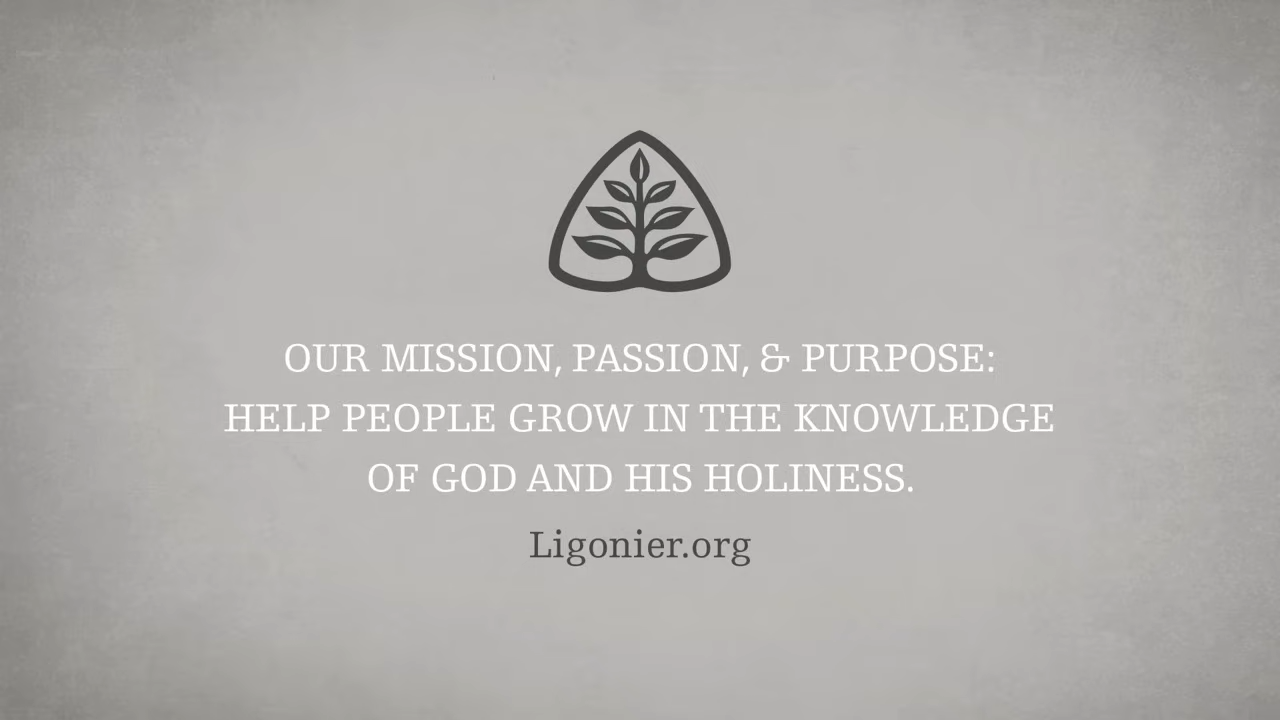 OUR MISSION, PASSION, & PURPOSE:
HELP PEOPLE GROW IN THE KNOWLEDGE
OF GOD AND HIS HOLINESS.
Ligonier.org